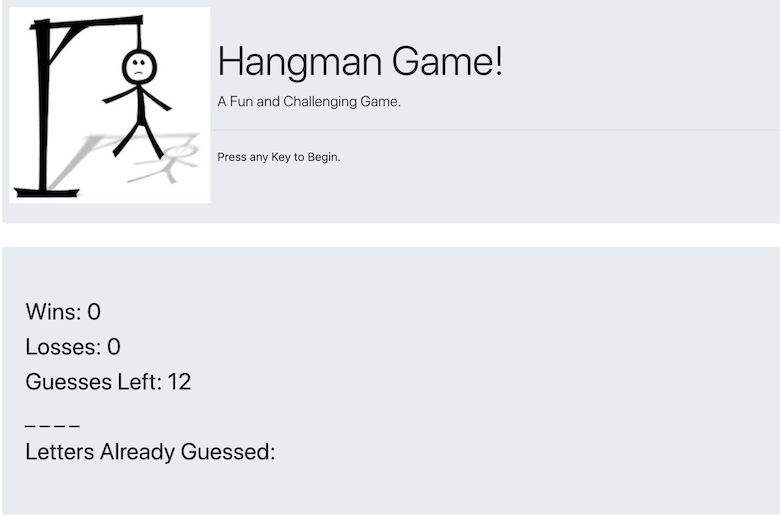 Hangman Game!
A Fun and Challenging Game.
Press any Key to Begin.
Wins: 0
Losses: 0
Guesses Left: 12
_ _ _ _
Letters Already Guessed: